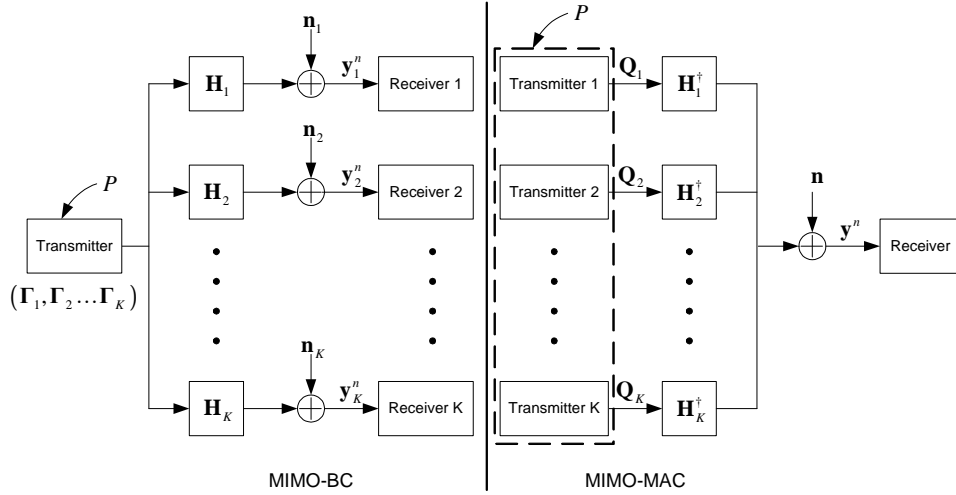 P
Transmitter
(Γ₁, Γ₂ … Γ_K)
H₁
n₁
y₁ⁿ
Receiver 1
H₂
n₂
y₂ⁿ
Receiver 2
H_K
n_K
y_Kⁿ
Receiver K
MIMO-BC
P
Transmitter 1
Q₁
H₁†
Transmitter 2
Q₂
H₂†
Transmitter K
Q_K
H_K†
n
yⁿ
Receiver
MIMO-MAC